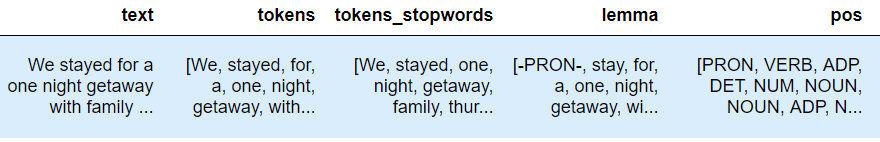 text tokens tokens_stopwords lemma pos
We stayed for a [We, stayed, for, [We, stayed, one, [-PRON-, stay, for, [PRON, VERB, ADP,
one night getaway a, one, night, night, getaway, a, one, night, DET, NUM, NOUN,
with family ... getaway, with... family, thur... getaway, wi... NOUN, ADP, N...